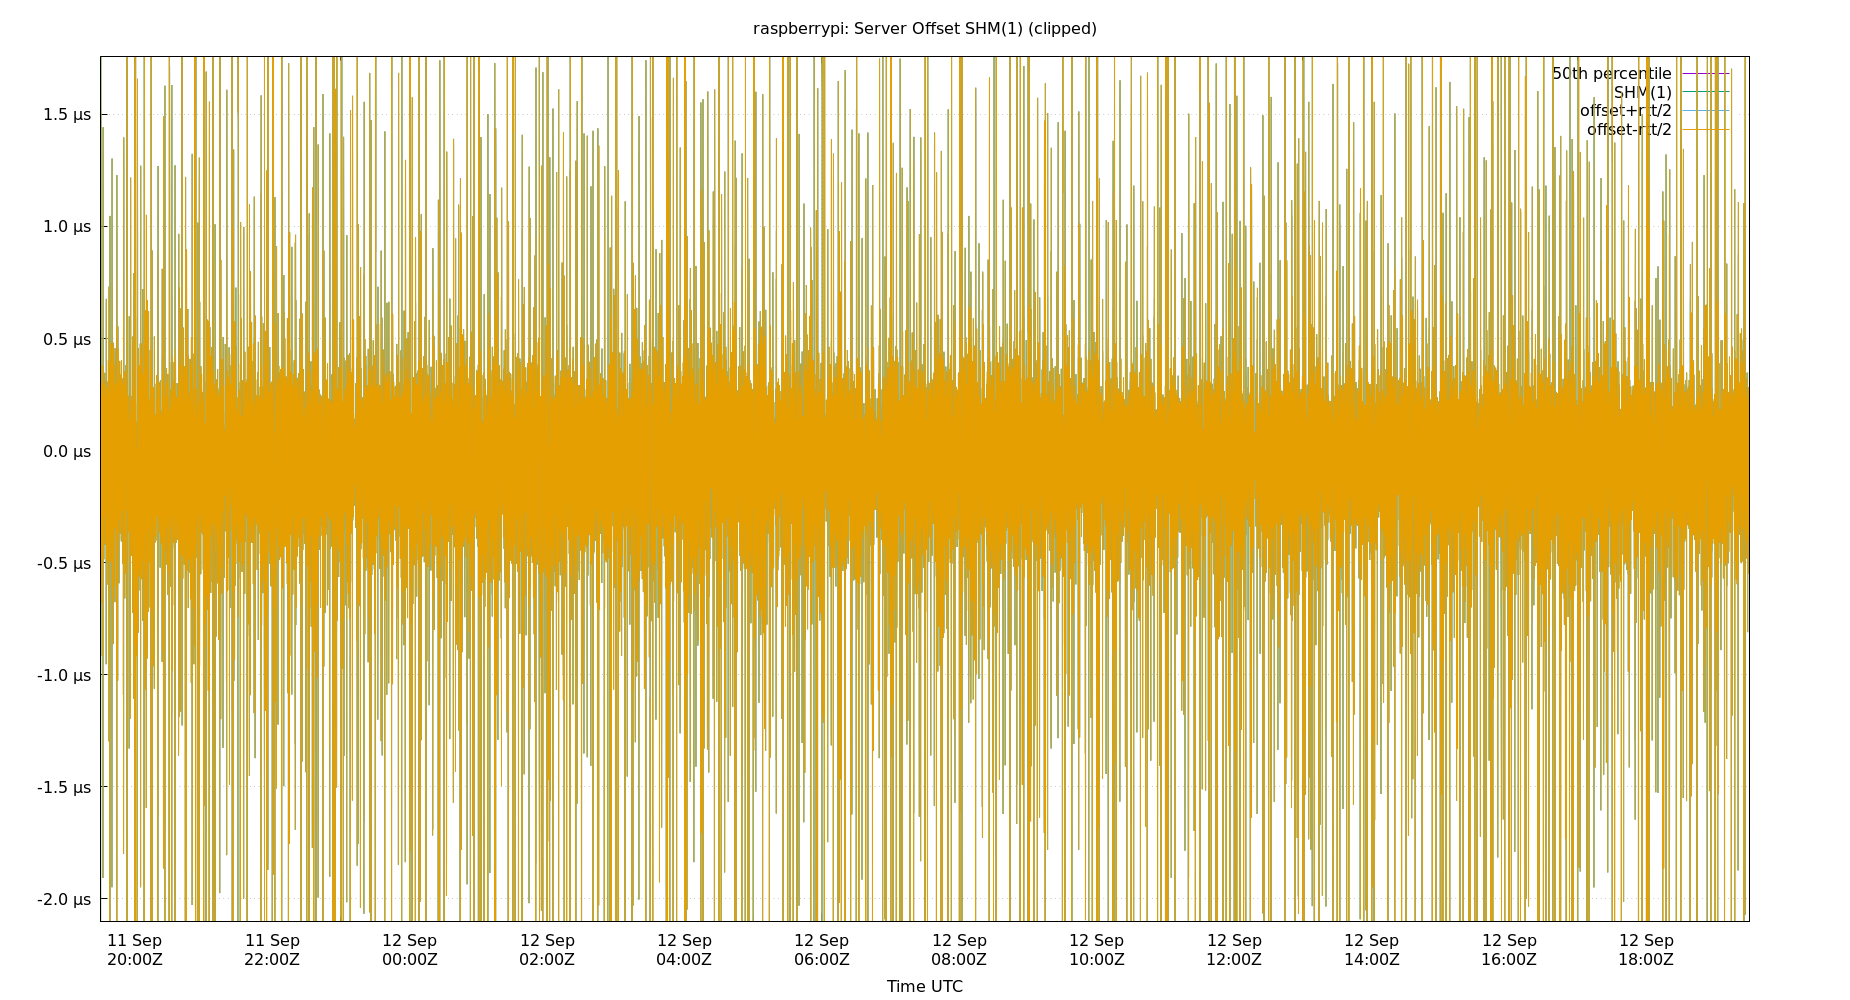 raspberrypi: Server Offset SHM(1) (clipped)
50th percentile
SHM(1)
offset+rtt/2
offset-rtt/2
1.5 µs
1.0 µs
0.5 µs
0.0 µs
-0.5 µs
-1.0 µs
-1.5 µs
-2.0 µs
11 Sep 11 Sep 12 Sep 12 Sep 12 Sep 12 Sep 12 Sep 12 Sep 12 Sep 12 Sep 12 Sep 12 Sep
20:00Z 22:00Z 00:00Z 02:00Z 04:00Z 06:00Z 08:00Z 10:00Z 12:00Z 14:00Z 16:00Z 18:00Z
Time UTC